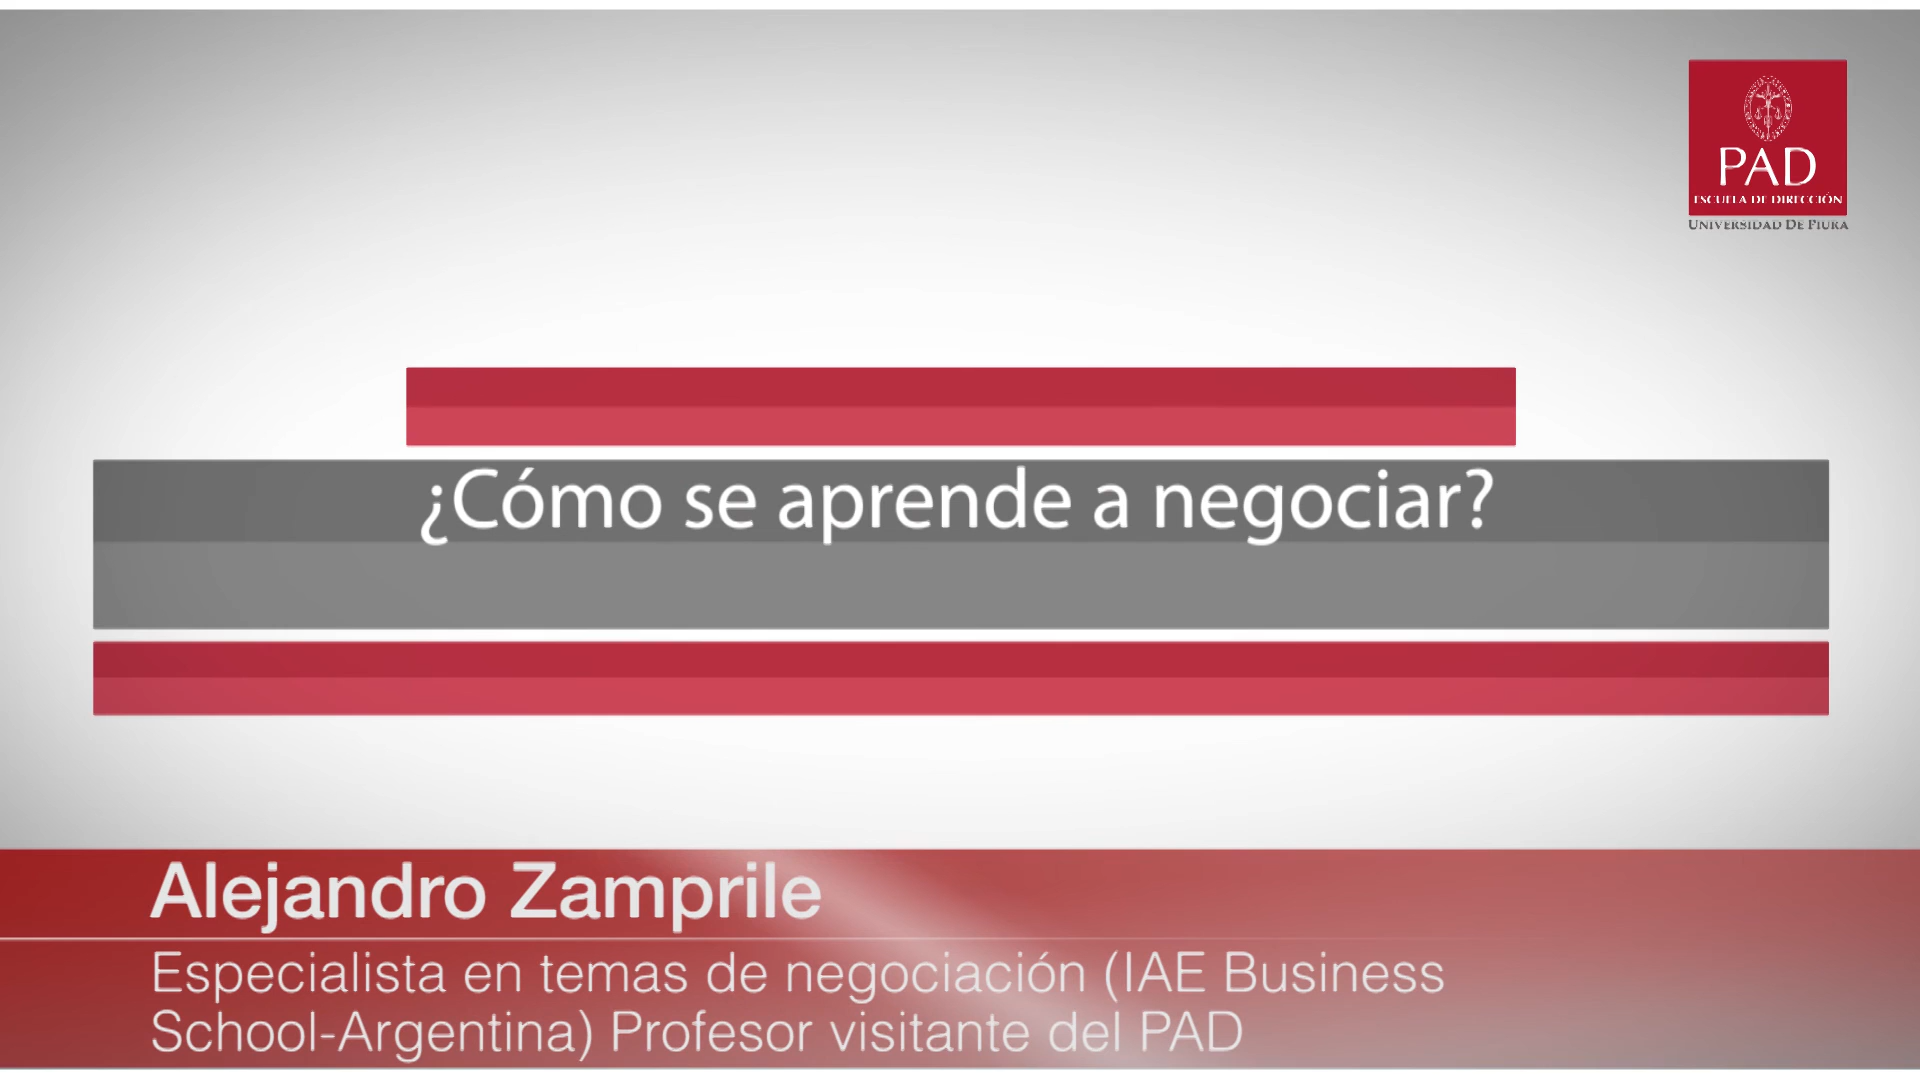 PAD
ESCUELA DE DIRECCIÓN
UNIVERSIDAD DE PIURA
¿Cómo se aprende a negociar?
Alejandro Zamprile
Especialista en temas de negociación (IAE Business
School-Argentina) Profesor visitante del PAD